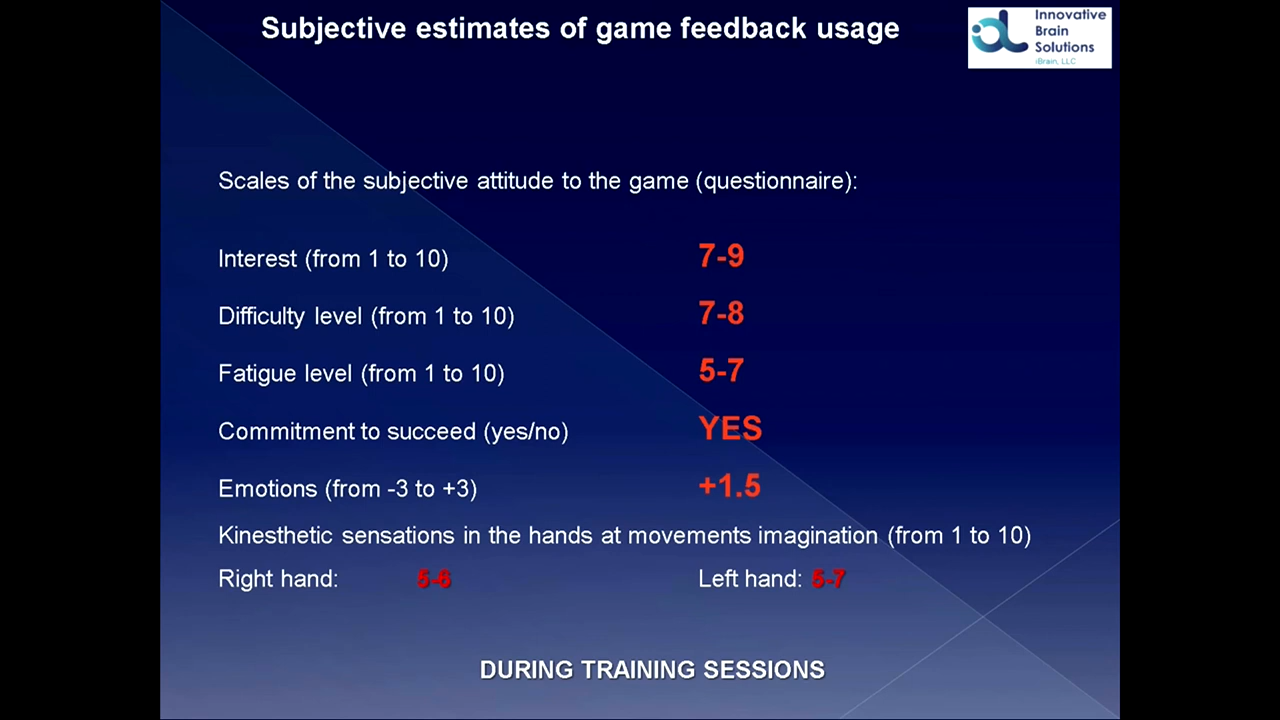 Subjective estimates of game feedback usage
Innovative
Brain
Solutions
iBrain, LLC
Scales of the subjective attitude to the game (questionnaire):
Interest (from 1 to 10) 7-9
Difficulty level (from 1 to 10) 7-8
Fatigue level (from 1 to 10) 5-7
Commitment to succeed (yes/no) YES
Emotions (from -3 to +3) +1.5
Kinesthetic sensations in the hands at movements imagination (from 1 to 10)
Right hand: 5-6 Left hand: 5-7
DURING TRAINING SESSIONS